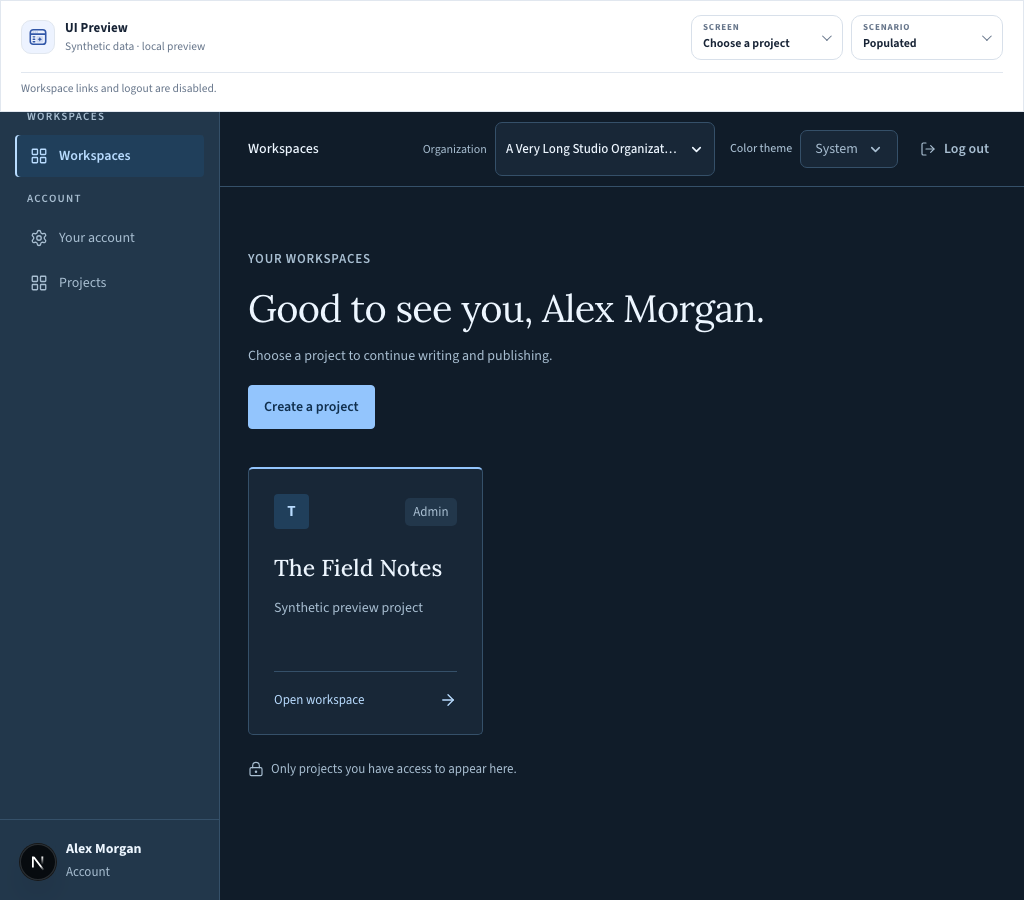 UI Preview
Synthetic data · local preview
SCREEN
Choose a project
SCENARIO
Populated
Workspace links and logout are disabled.
WORKSPACES
Workspaces
ACCOUNT
Your account
Projects
Workspaces
Organization
A Very Long Studio Organizat…
Color theme
System
Log out
YOUR WORKSPACES
Good to see you, Alex Morgan.
Choose a project to continue writing and publishing.
Create a project
T
Admin
The Field Notes
Synthetic preview project
Open workspace
Only projects you have access to appear here.
N
Alex Morgan
Account